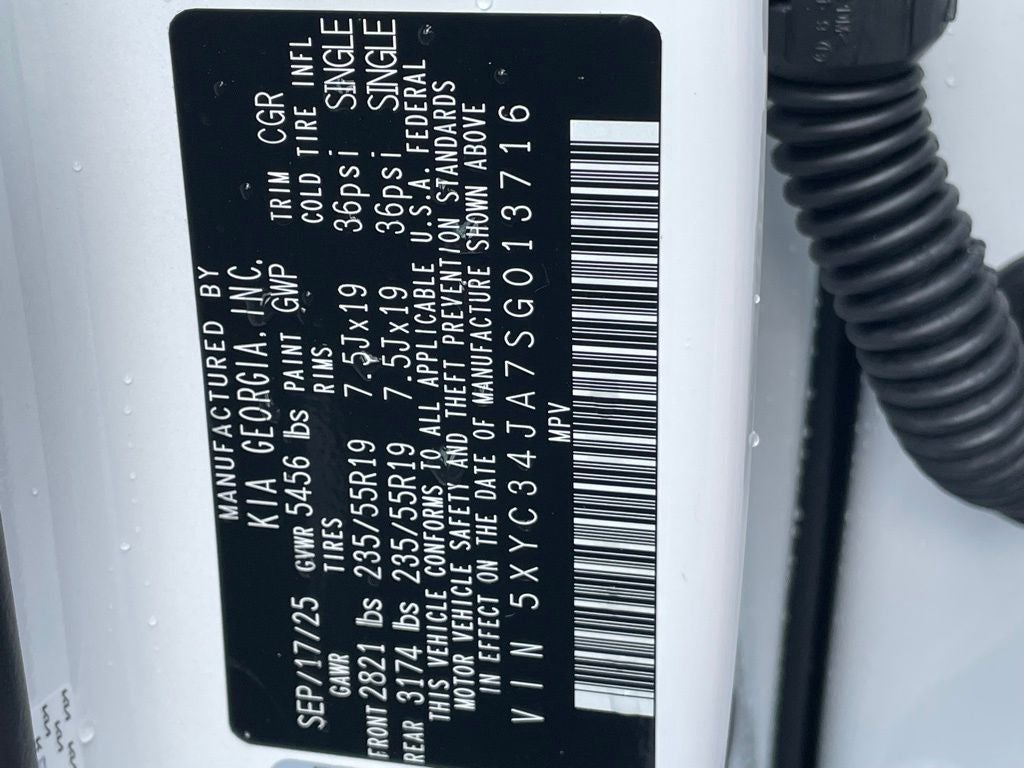 MANUFACTURED BY
KIA GEORGIA, INC.
SEP/17/25 GVWR 5456 lbs PAINT GWP TRIM CGR
GAWR TIRES RIMS COLD TIRE INFL
FRONT 2821 lbs 235/55R19 7.5Jx19 36psi SINGLE
REAR 3174 lbs 235/55R19 7.5Jx19 36psi SINGLE
THIS VEHICLE CONFORMS TO ALL APPLICABLE U.S.A. FEDERAL
MOTOR VEHICLE SAFETY AND THEFT PREVENTION STANDARDS
IN EFFECT ON THE DATE OF MANUFACTURE SHOWN ABOVE
VIN 5XYC34JA7SG013716
MPV